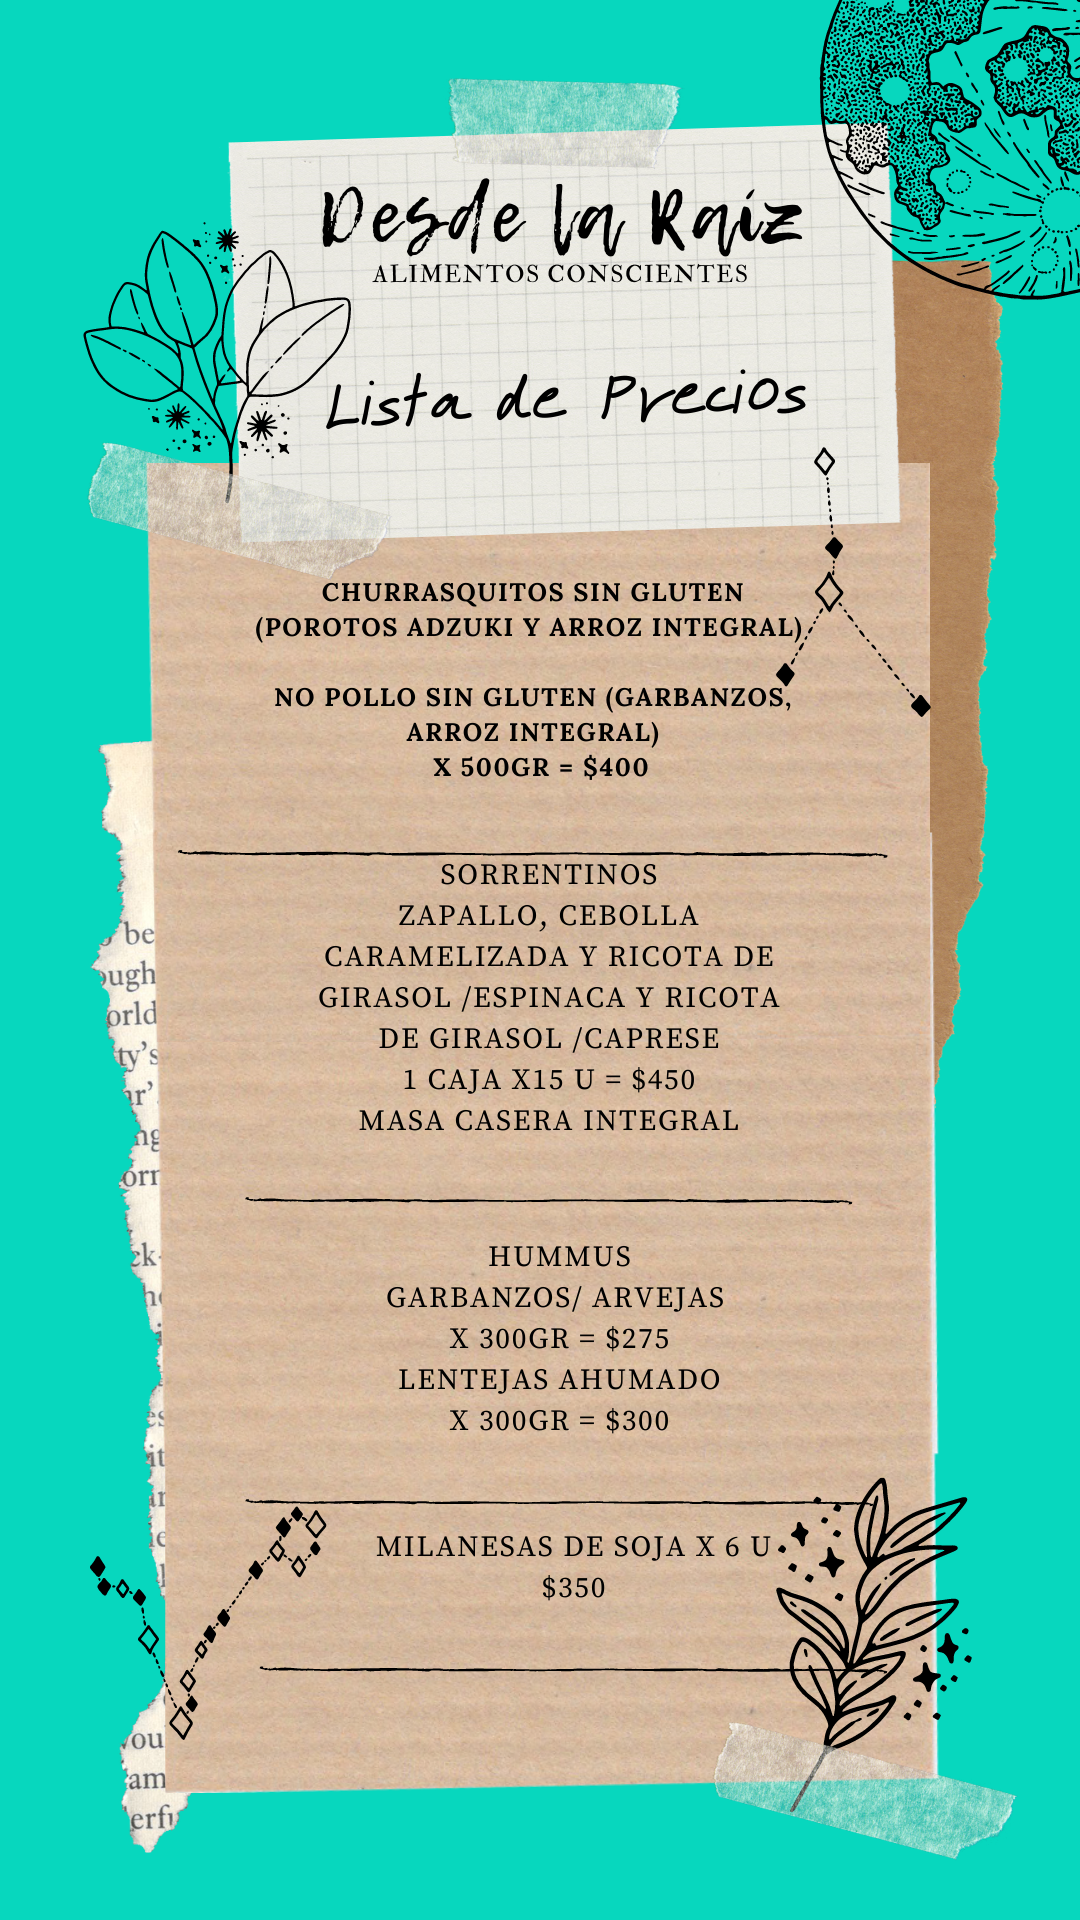 Desde la Raíz
ALIMENTOS CONSCIENTES
Lista de Precios
CHURRASQUITOS SIN GLUTEN
(POROTOS ADZUKI Y ARROZ INTEGRAL)
NO POLLO SIN GLUTEN (GARBANZOS,
ARROZ INTEGRAL)
X 500GR = $400
SORRENTINOS
ZAPALLO, CEBOLLA
CARAMELIZADA Y RICOTA DE
GIRASOL /ESPINACA Y RICOTA
DE GIRASOL /CAPRESE
1 CAJA X15 U = $450
MASA CASERA INTEGRAL
HUMMUS
GARBANZOS/ ARVEJAS
X 300GR = $275
LENTEJAS AHUMADO
X 300GR = $300
MILANESAS DE SOJA X 6 U
$350
be